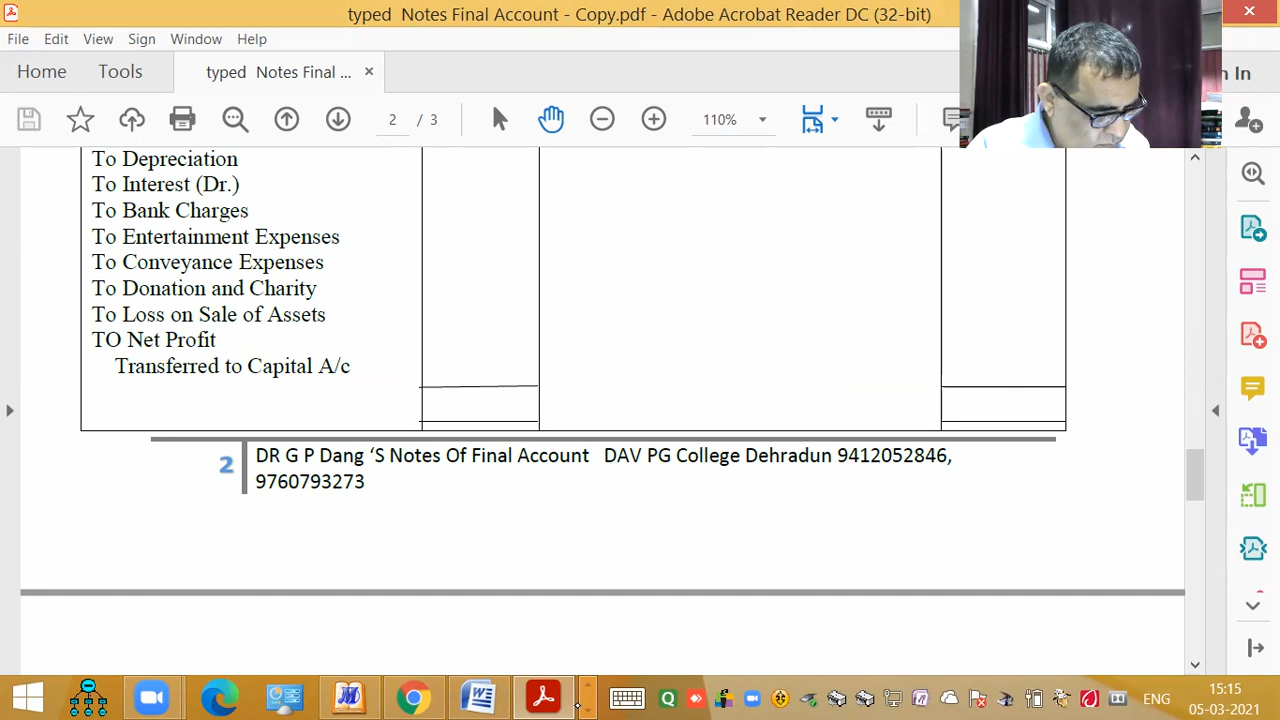 typed Notes Final Account - Copy.pdf - Adobe Acrobat Reader DC (32-bit)
File Edit View Sign Window Help
Home Tools typed Notes Final ... n In
2 / 3 110%
To Depreciation
To Interest (Dr.)
To Bank Charges
To Entertainment Expenses
To Conveyance Expenses
To Donation and Charity
To Loss on Sale of Assets
TO Net Profit
Transferred to Capital A/c
2 DR G P Dang ‘S Notes Of Final Account DAV PG College Dehradun 9412052846,
9760793273
ENG 15:15
05-03-2021